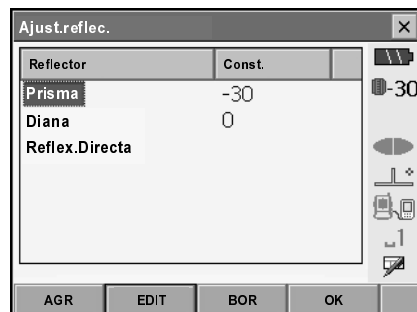 Ajust.reflec.
Reflector Const.
Prisma -30
Diana 0
Reflex.Directa
-30
1
AGR EDIT BOR OK